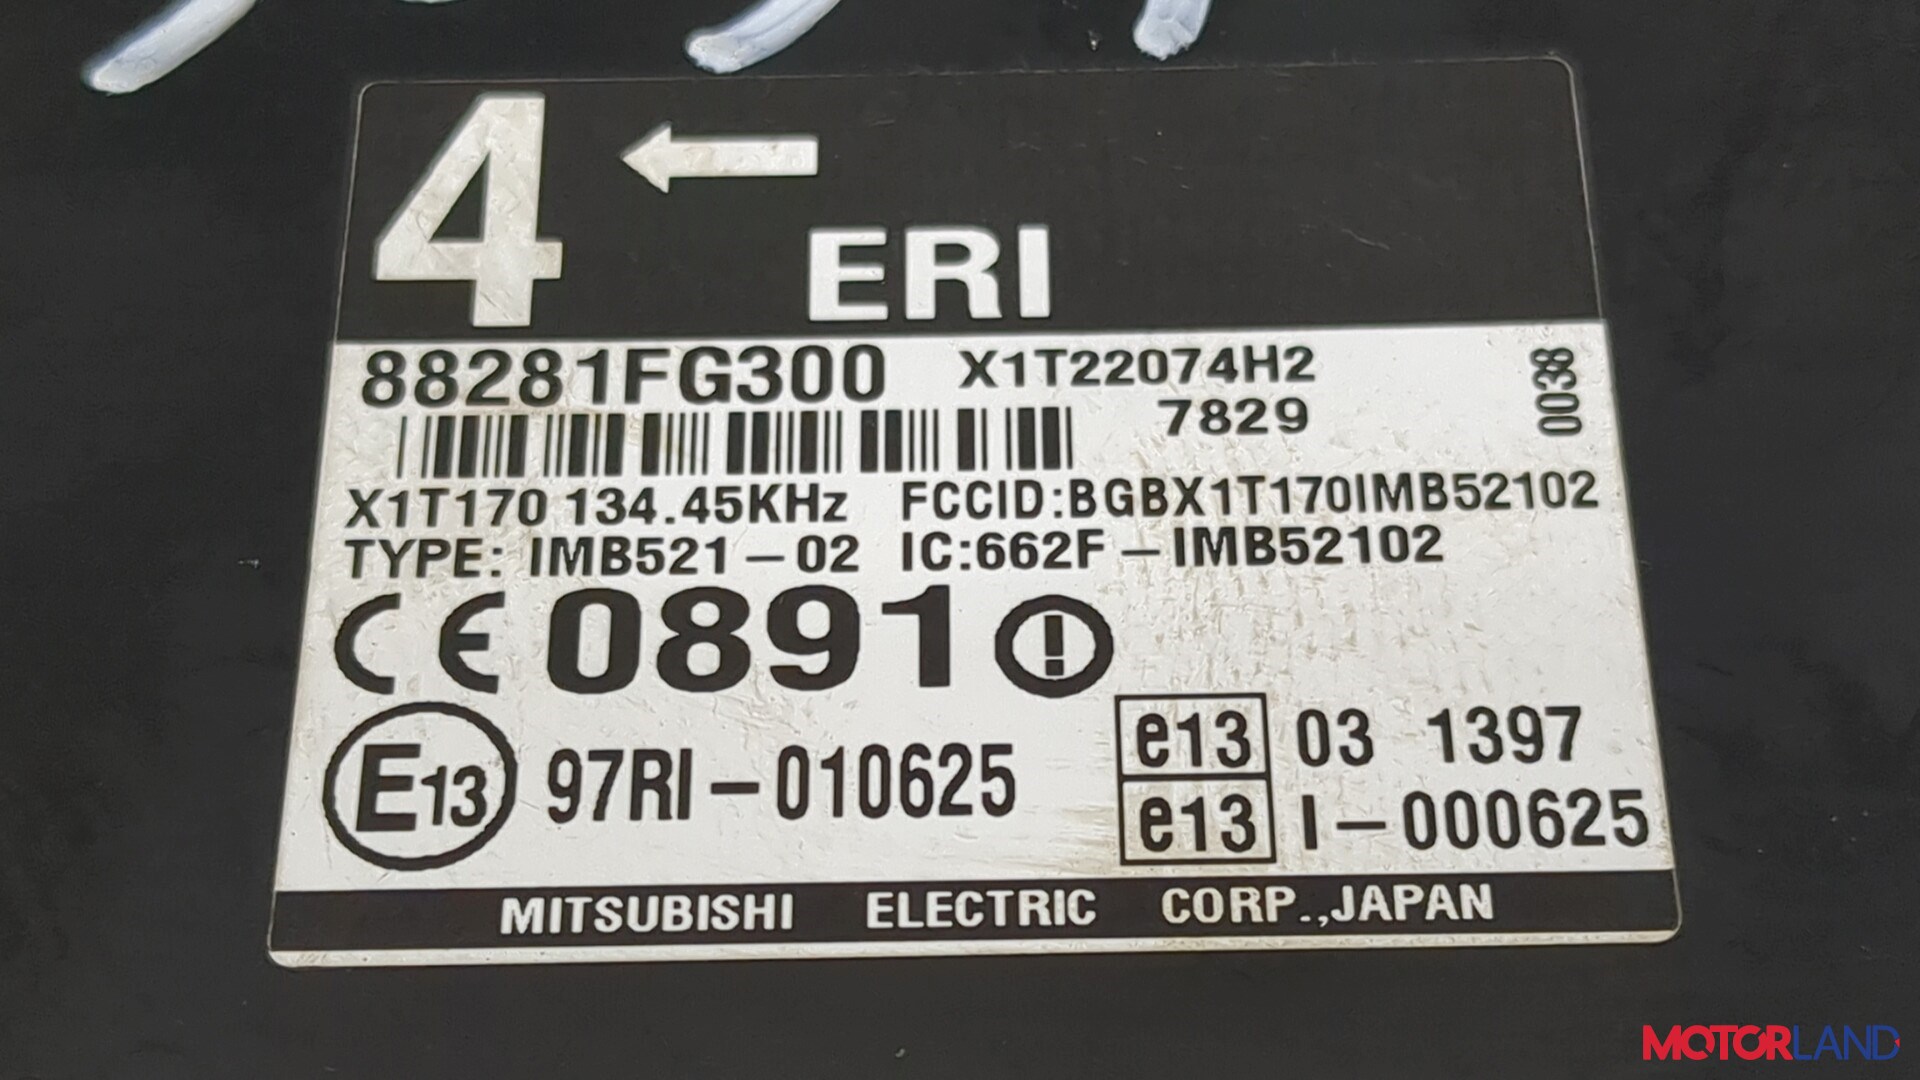 4
ERI
88281FG300 X1T22074H2
7829
0038
X1T170 134.45KHz FCCID:BGBX1T170IMB52102
TYPE: IMB521-02 IC:662F-IMB52102
CE 0891
E13 97RI-010625
e13 03 1397
e13 I-000625
MITSUBISHI ELECTRIC CORP.,JAPAN
MOTORLAND